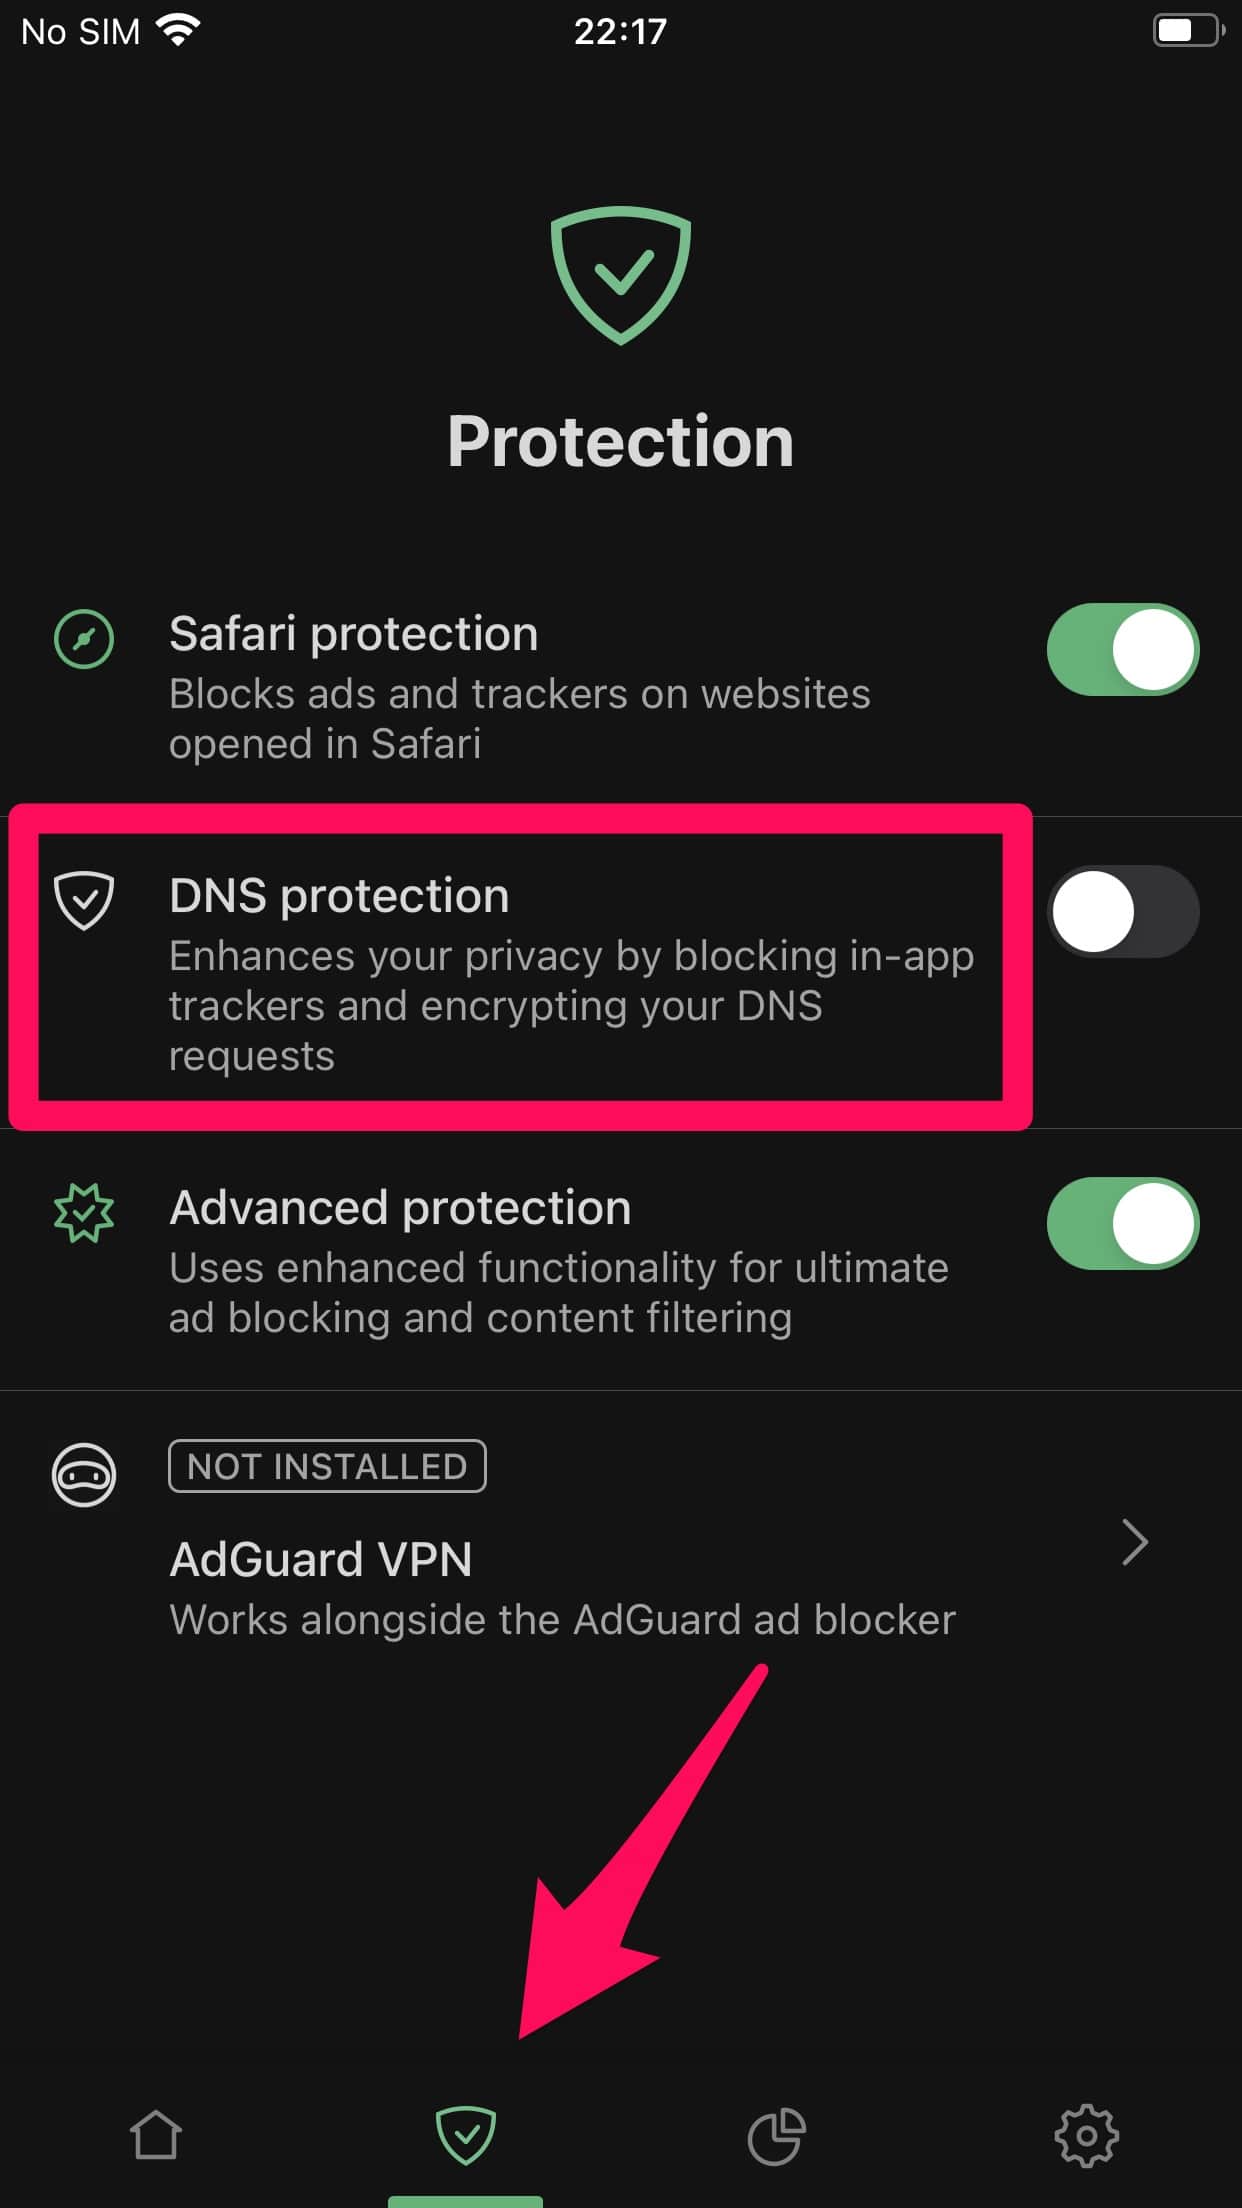 No SIM
22:17
Protection
Safari protection
Blocks ads and trackers on websites
opened in Safari
DNS protection
Enhances your privacy by blocking in-app
trackers and encrypting your DNS
requests
Advanced protection
Uses enhanced functionality for ultimate
ad blocking and content filtering
NOT INSTALLED
AdGuard VPN
Works alongside the AdGuard ad blocker